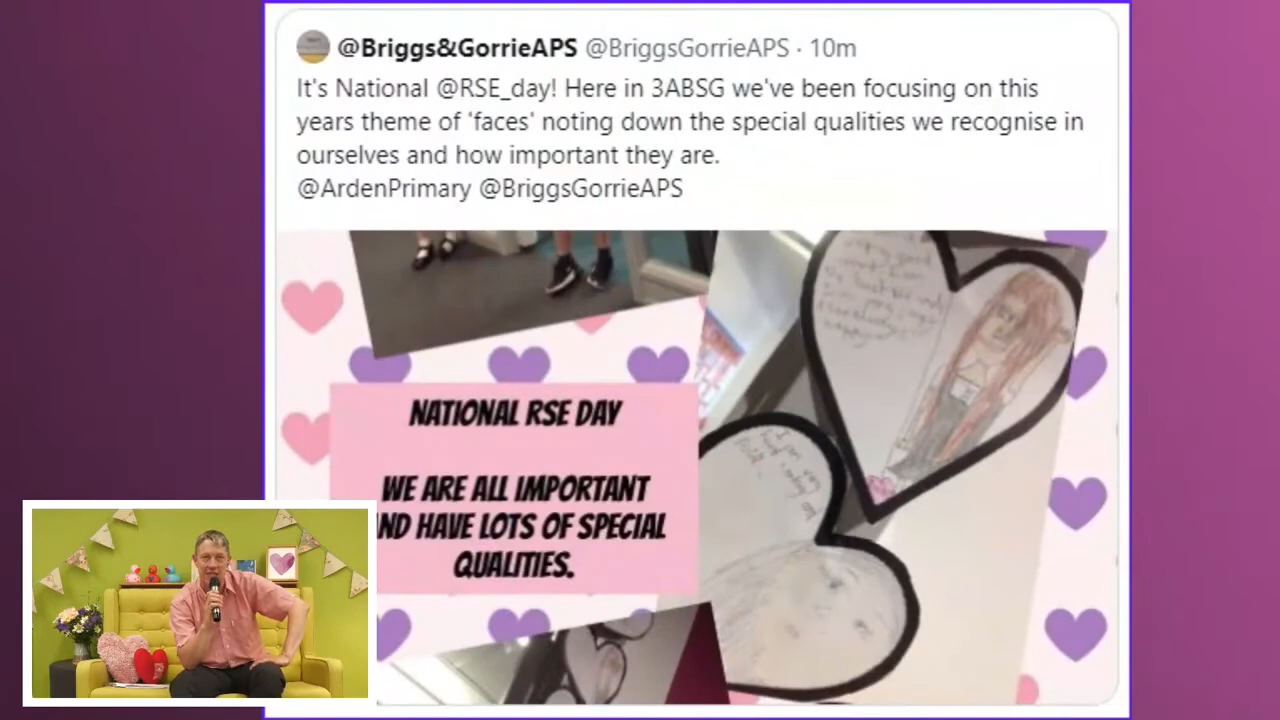 @Briggs&GorrieAPS @BriggsGorrieAPS · 10m
It's National @RSE_day! Here in 3ABSG we've been focusing on this
years theme of 'faces' noting down the special qualities we recognise in
ourselves and how important they are.
@ArdenPrimary @BriggsGorrieAPS
NATIONAL RSE DAY
WE ARE ALL IMPORTANT
ND HAVE LOTS OF SPECIAL
QUALITIES.
I am very